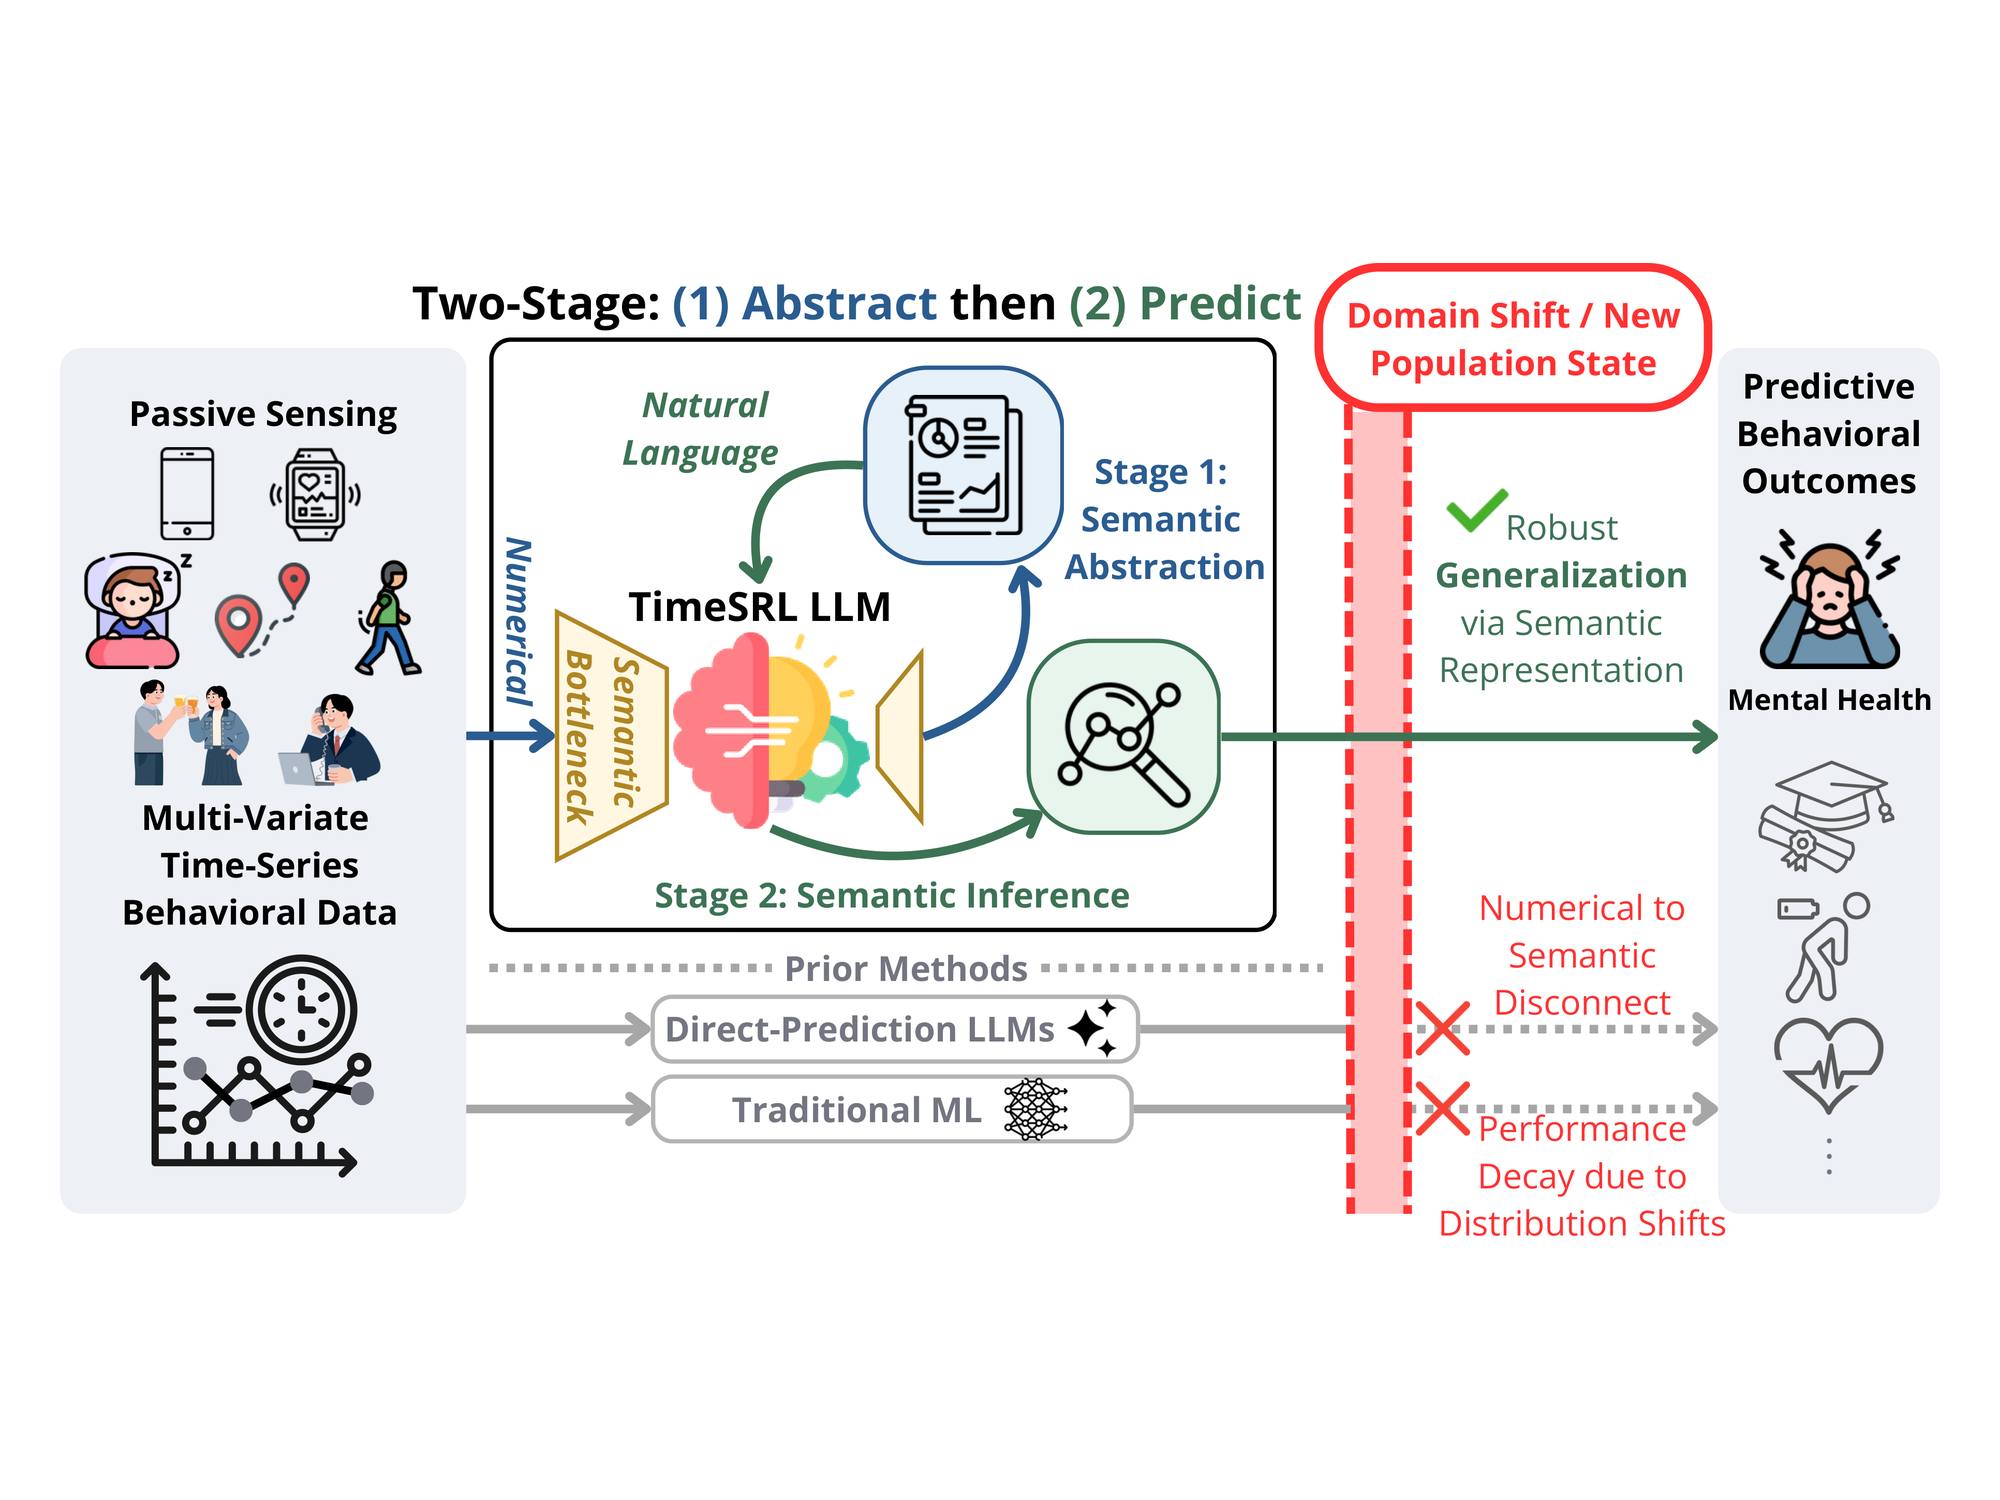 Two-Stage: (1) Abstract then (2) Predict
Domain Shift / New
Population State
Passive Sensing
z
z
z
Multi-Variate
Time-Series
Behavioral Data
Numerical
Semantic
Bottleneck
Natural
Language
TimeSRL LLM
Stage 1:
Semantic
Abstraction
Stage 2: Semantic Inference
Prior Methods
Direct-Prediction LLMs
Traditional ML
Robust
Generalization
via Semantic
Representation
Numerical to
Semantic
Disconnect
Performance
Decay due to
Distribution Shifts
Predictive
Behavioral
Outcomes
Mental Health